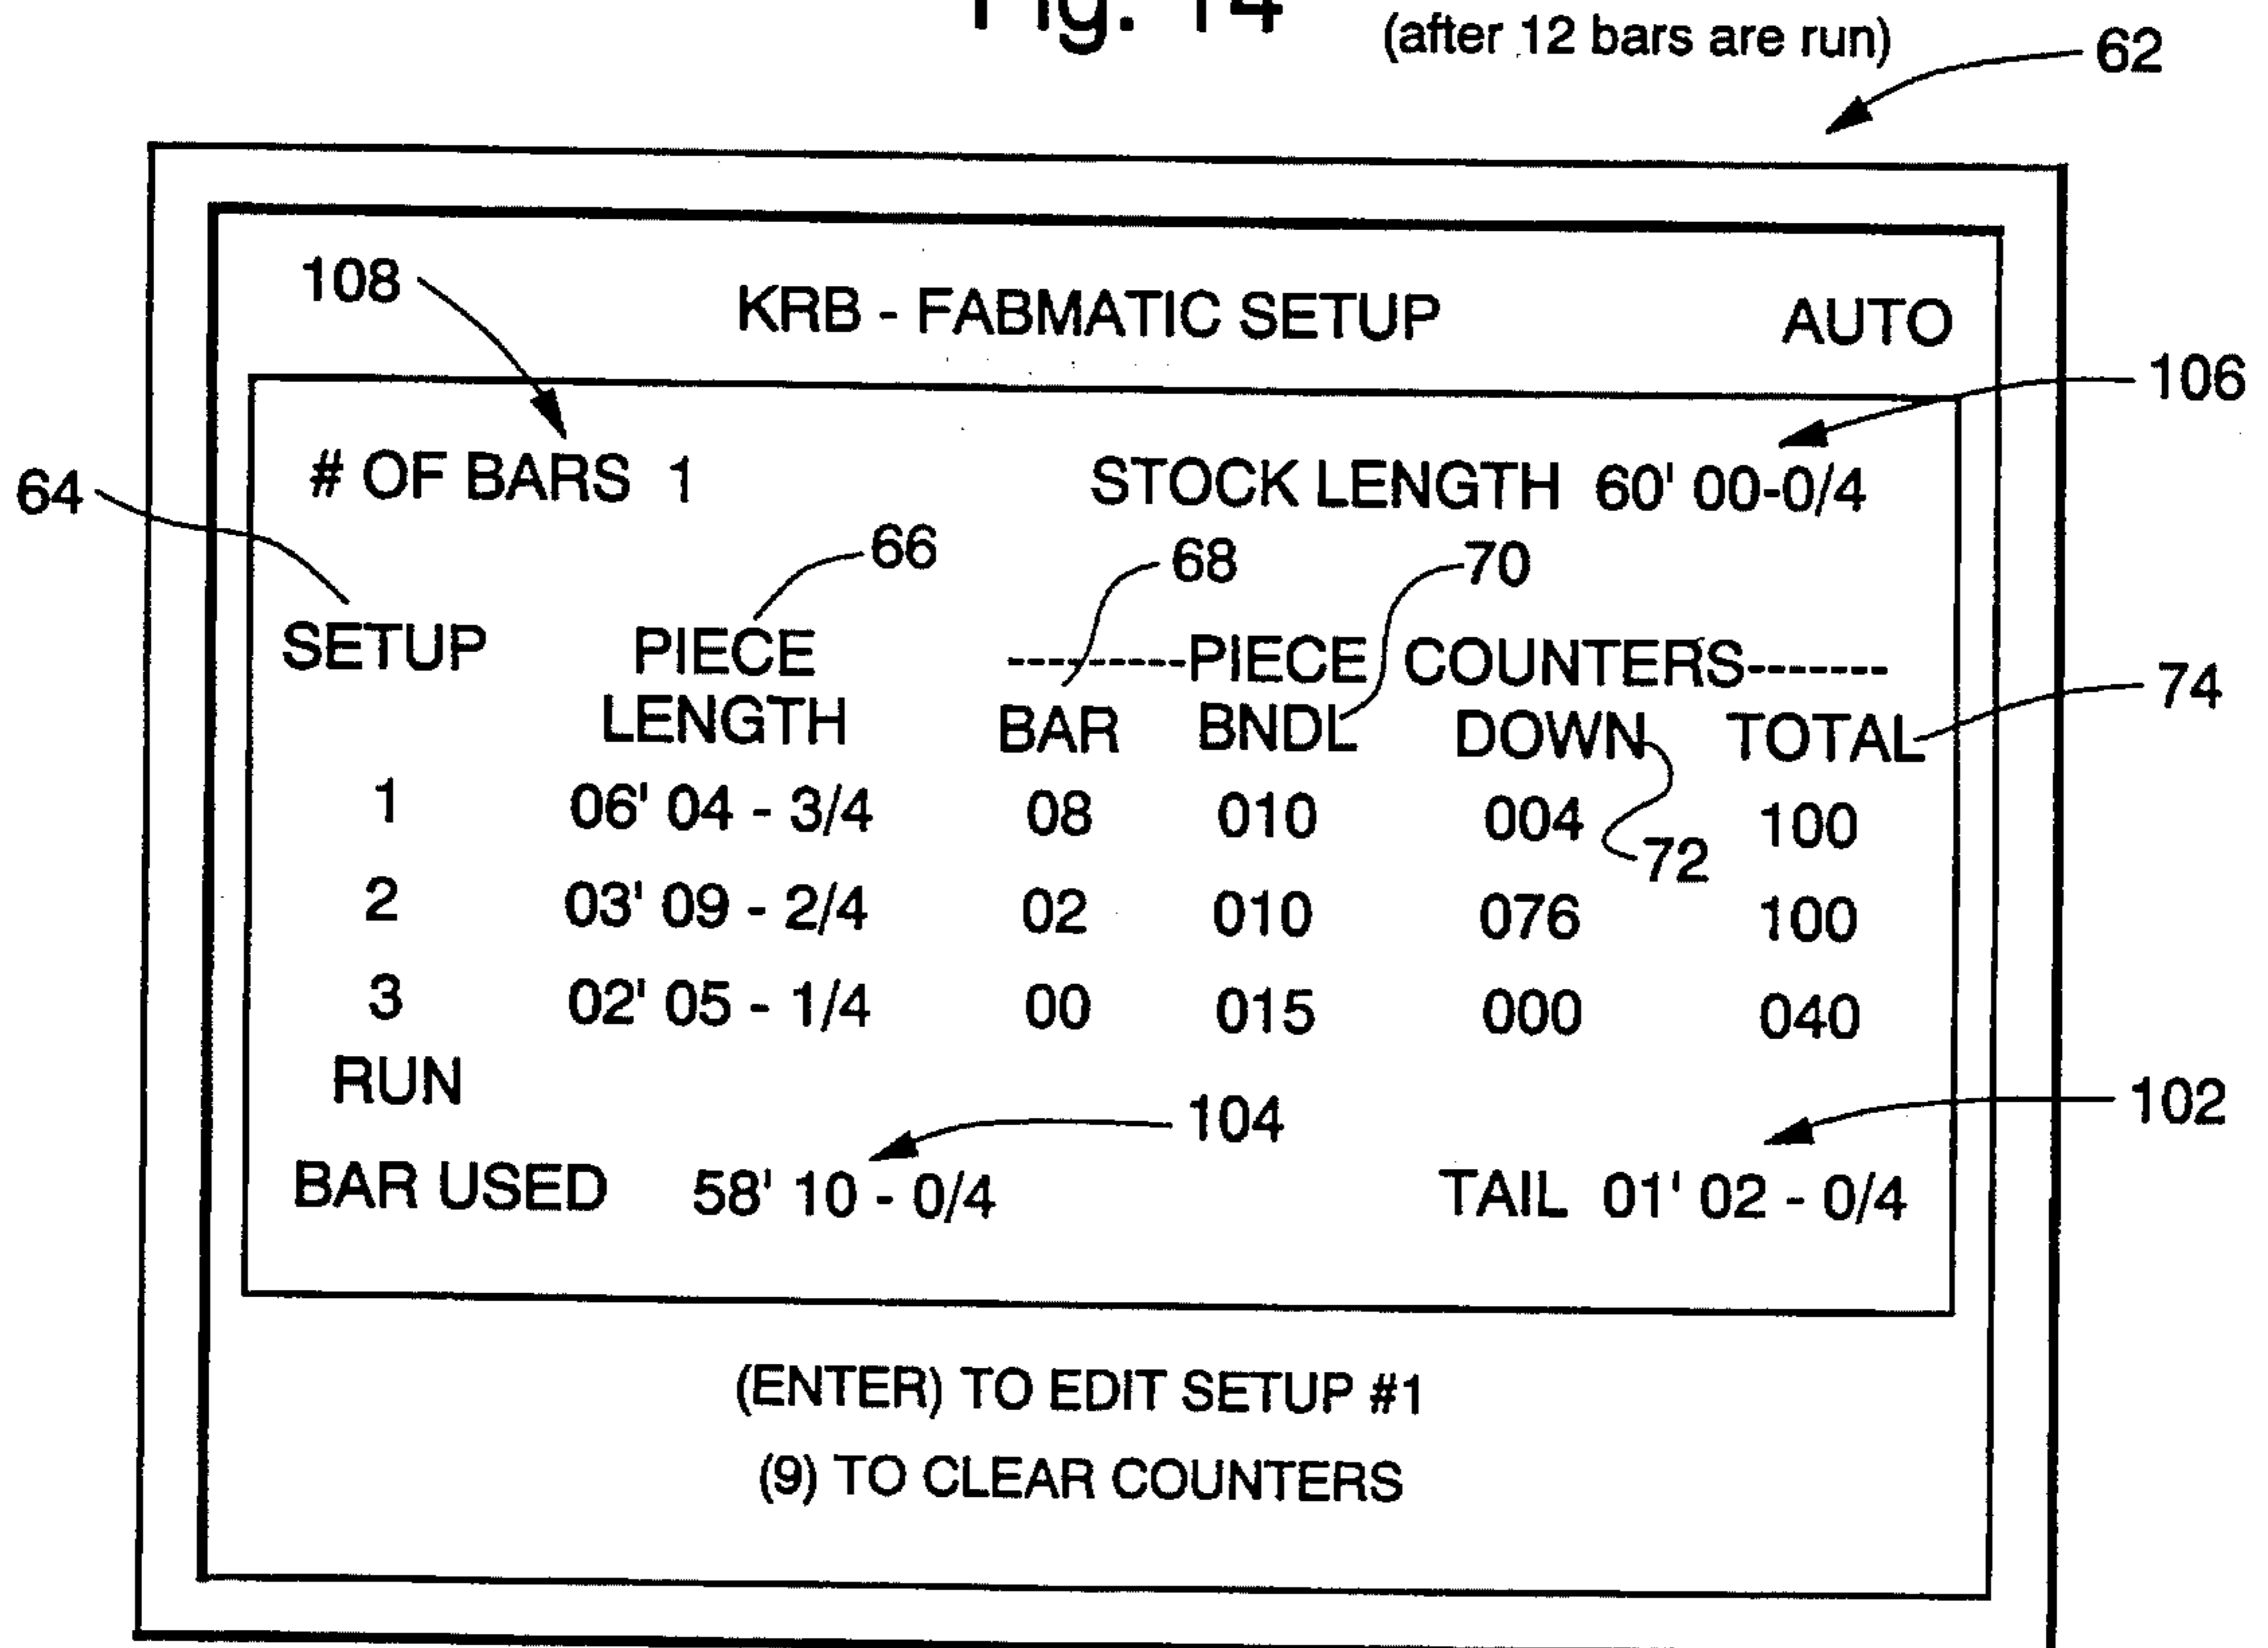 Fig. 14
(after 12 bars are run)
62
108
KRB - FABMATIC SETUP AUTO
106
# OF BARS 1 STOCK LENGTH 60' 00-0/4
64
66
68
70
SETUP PIECE ---------PIECE COUNTERS-------
74
LENGTH BAR BNDL DOWN TOTAL
1 06' 04 - 3/4 08 010 004 100
72
2 03' 09 - 2/4 02 010 076 100
3 02' 05 - 1/4 00 015 000 040
RUN
104
102
BAR USED 58' 10 - 0/4 TAIL 01' 02 - 0/4
(ENTER) TO EDIT SETUP #1
(9) TO CLEAR COUNTERS